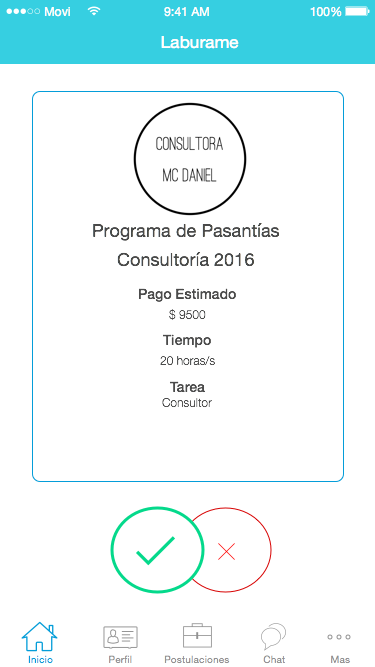 Movi 9:41 AM 100%
Laburame
CONSULTORA
MC DANIEL
Programa de Pasantías
Consultoría 2016
Pago Estimado
$ 9500
Tiempo
20 horas/s
Tarea
Consultor
Inicio Perfil Postulaciones Chat Mas